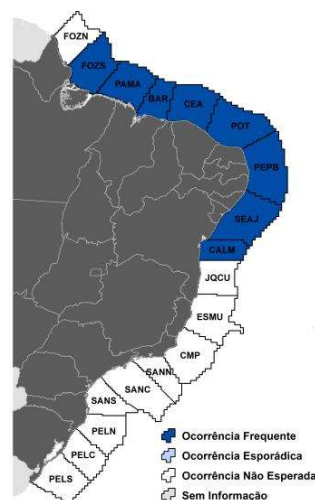 FOZN
FOZS
PAMA
BAR
CEA
POT
PEPB
SEAJ
CALM
JQCU
ESMU
CMP
SANN
SANC
SANS
PELN
PELC
PELS
Ocorrência Frequente
Ocorrência Esporádica
Ocorrência Não Esperada
Sem Informação